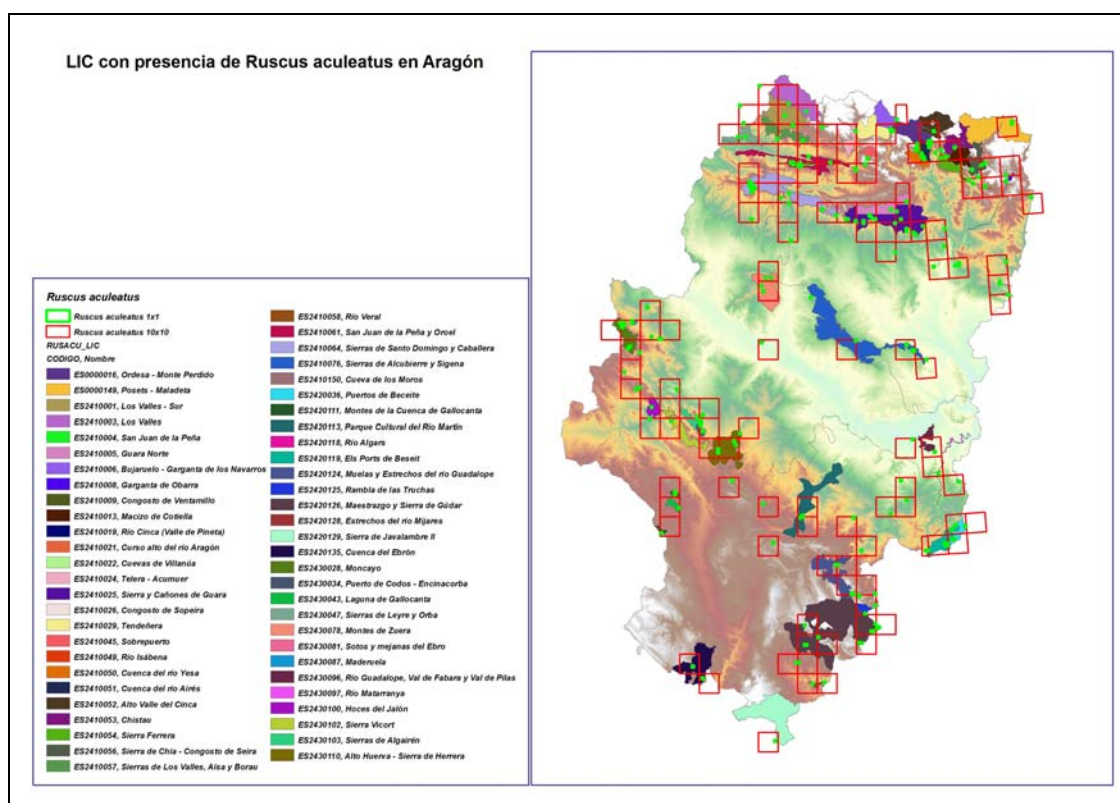 LIC con presencia de Ruscus aculeatus en Aragón
Ruscus aculeatus
Ruscus aculeatus 1x1
Ruscus aculeatus 10x10
RUSACU_LIC
CODIGO, Nombre
ES0000016, Ordesa - Monte Perdido
ES0000149, Posets - Maladeta
ES2410001, Los Valles - Sur
ES2410003, Los Valles
ES2410004, San Juan de la Peña
ES2410005, Guara Norte
ES2410006, Bujaruelo - Garganta de los Navarros
ES2410008, Garganta de Obarra
ES2410009, Congosto de Ventamillo
ES2410013, Macizo de Cotiella
ES2410019, Río Cinca (Valle de Pineta)
ES2410021, Curso alto del río Aragón
ES2410022, Cuevas de Villanúa
ES2410024, Telera - Acumuer
ES2410025, Sierra y Cañones de Guara
ES2410026, Congosto de Sopeira
ES2410029, Tendeñera
ES2410045, Sobrepuerto
ES2410049, Río Isábena
ES2410050, Cuenca del río Yesa
ES2410051, Cuenca del río Airés
ES2410052, Alto Valle del Cinca
ES2410053, Chistau
ES2410054, Sierra Ferrera
ES2410056, Sierra de Chía - Congosto de Seira
ES2410057, Sierras de Los Valles, Aísa y Borau
ES2410058, Río Veral
ES2410061, San Juan de la Peña y Oroel
ES2410064, Sierras de Santo Domingo y Caballera
ES2410076, Sierras de Alcubierre y Sigena
ES2410150, Cueva de los Moros
ES2420036, Puertos de Beceite
ES2420111, Montes de la Cuenca de Gallocanta
ES2420113, Parque Cultural del Río Martín
ES2420118, Río Algars
ES2420119, Els Ports de Beseit
ES2420124, Muelas y Estrechos del río Guadalope
ES2420125, Rambla de las Truchas
ES2420126, Maestrazgo y Sierra de Gúdar
ES2420128, Estrechos del río Mijares
ES2420129, Sierra de Javalambre II
ES2420135, Cuenca del Ebrón
ES2430028, Moncayo
ES2430034, Puerto de Codos - Encinacorba
ES2430043, Laguna de Gallocanta
ES2430047, Sierras de Leyre y Orba
ES2430078, Montes de Zuera
ES2430081, Sotos y mejanas del Ebro
ES2430087, Maderuela
ES2430096, Río Guadalope, Val de Fabara y Val de Pilas
ES2430097, Río Matarranya
ES2430100, Hoces del Jalón
ES2430102, Sierra Vicort
ES2430103, Sierras de Algairén
ES2430110, Alto Huerva - Sierra de Herrera